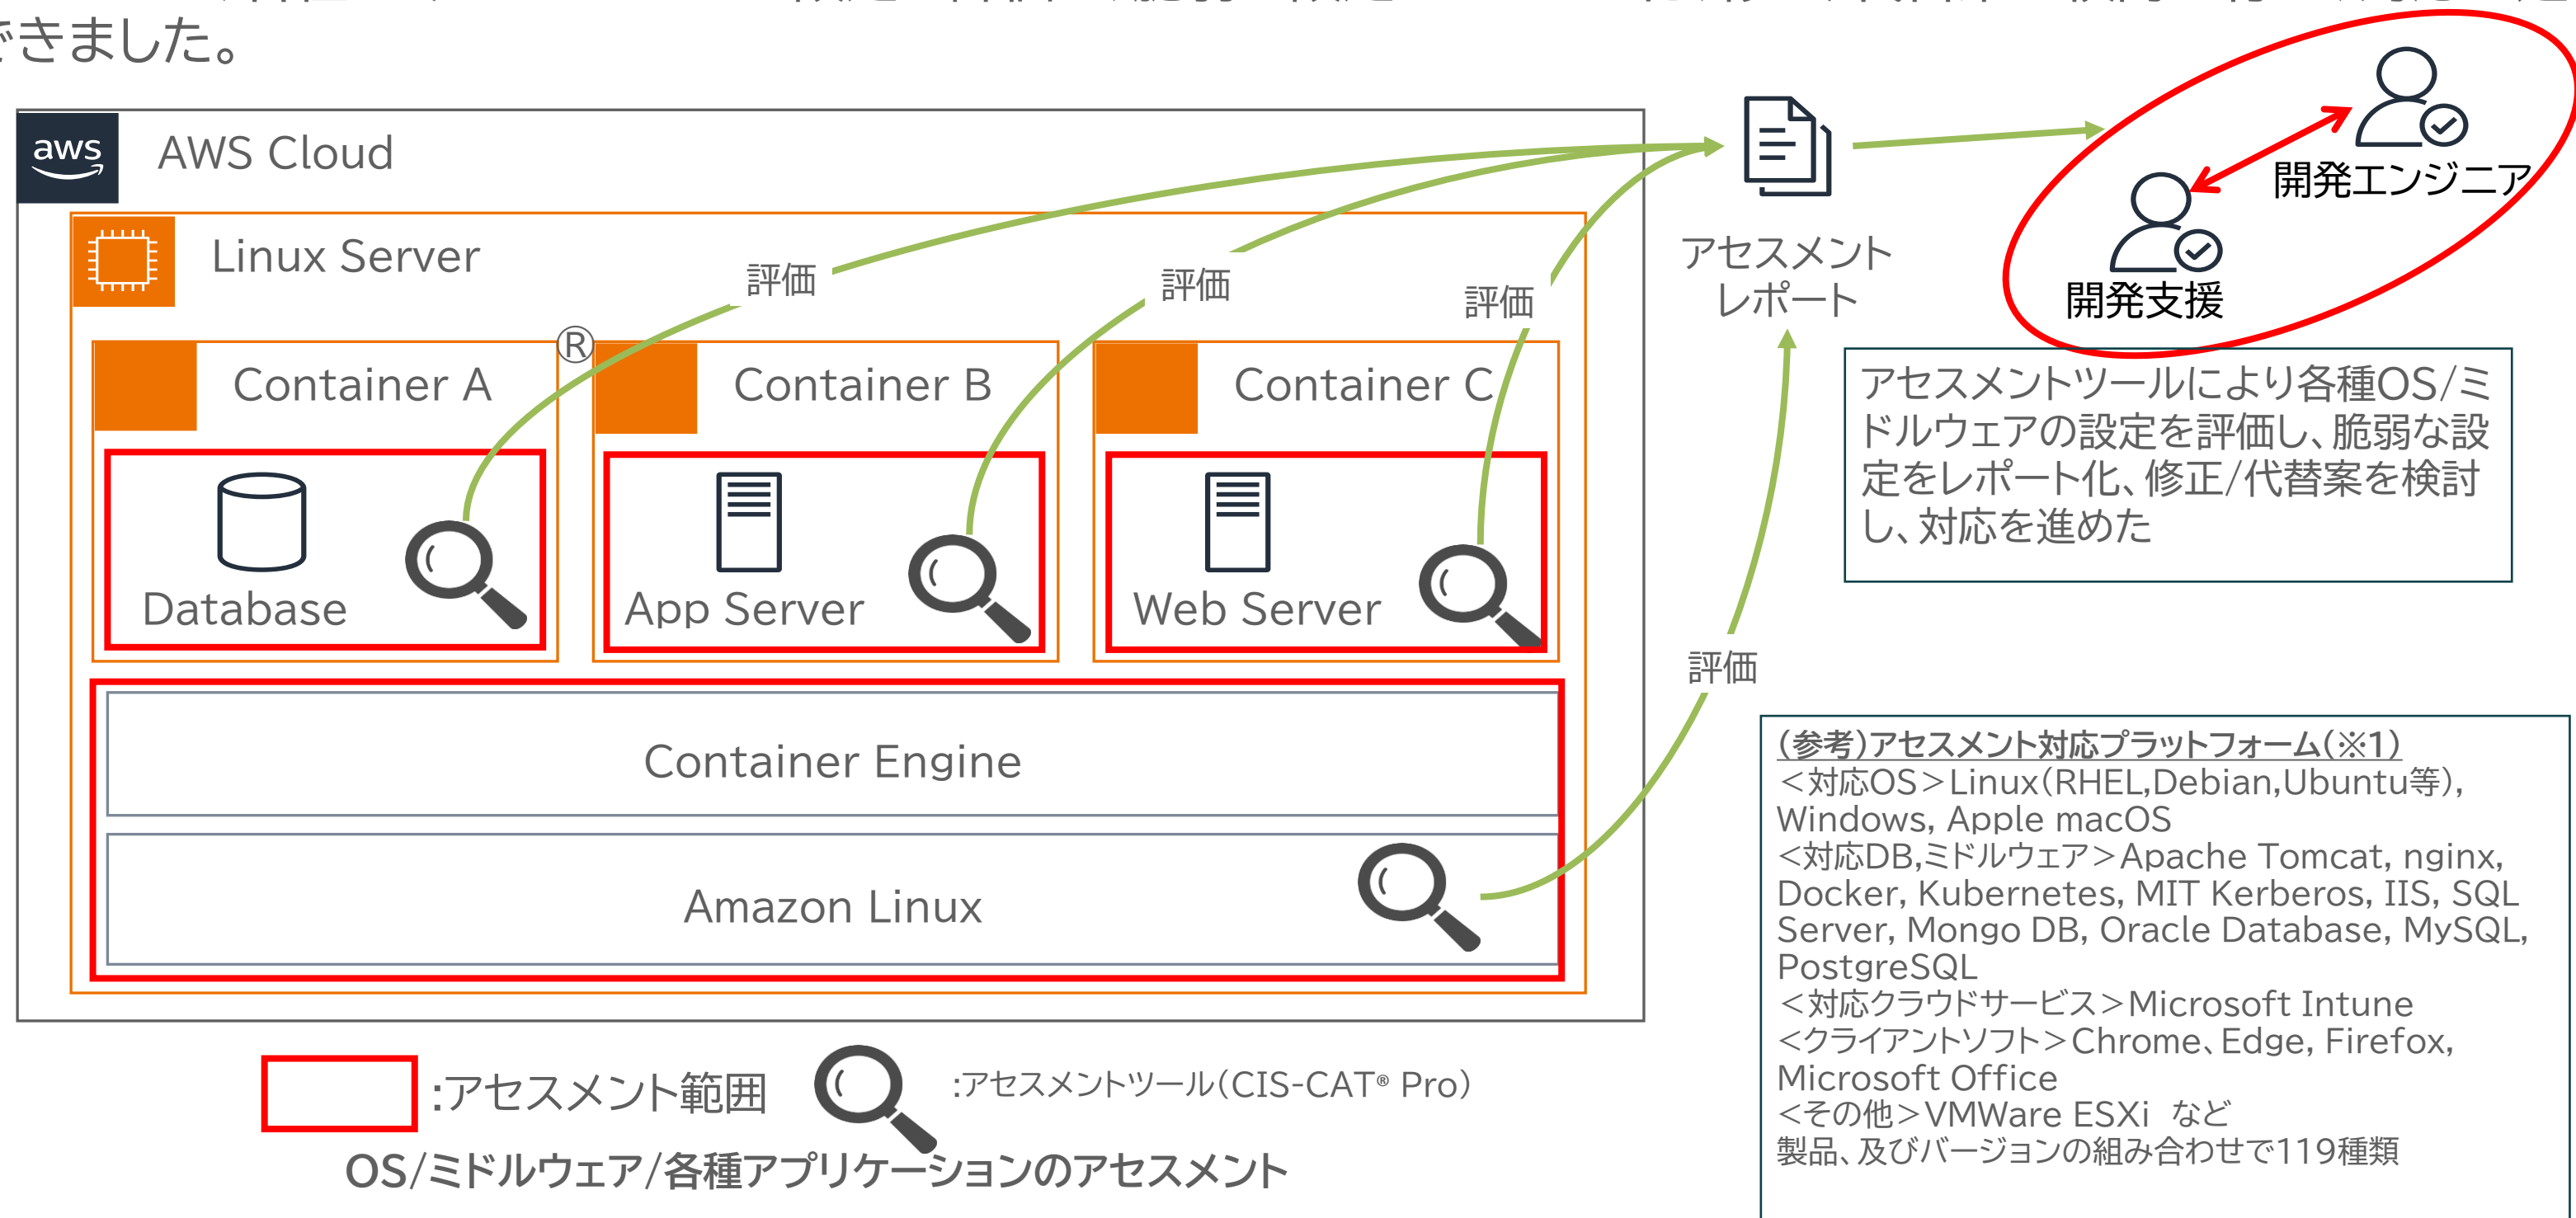 できました。
aws
AWS Cloud
Linux Server
評価
評価
評価
アセスメント
レポート
開発エンジニア
開発支援
®
Container A
Container B
Container C
Database
App Server
Web Server
アセスメントツールにより各種OS/ミ
ドルウェアの設定を評価し、脆弱な設
定をレポート化、修正/代替案を検討
し、対応を進めた
評価
Container Engine
Amazon Linux
(参考)アセスメント対応プラットフォーム(※1)
<対応OS>Linux(RHEL,Debian,Ubuntu等),
Windows, Apple macOS
<対応DB,ミドルウェア>Apache Tomcat, nginx,
Docker, Kubernetes, MIT Kerberos, IIS, SQL
Server, Mongo DB, Oracle Database, MySQL,
PostgreSQL
<対応クラウドサービス>Microsoft Intune
<クライアントソフト>Chrome、Edge, Firefox,
Microsoft Office
<その他>VMWare ESXi など
製品、及びバージョンの組み合わせで119種類
:アセスメント範囲
:アセスメントツール(CIS-CAT® Pro)
OS/ミドルウェア/各種アプリケーションのアセスメント